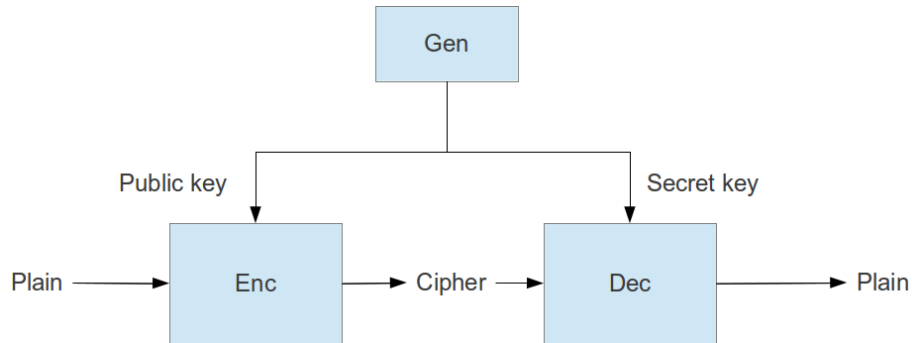 Gen
Public key
Secret key
Plain
Enc
Cipher
Dec
Plain